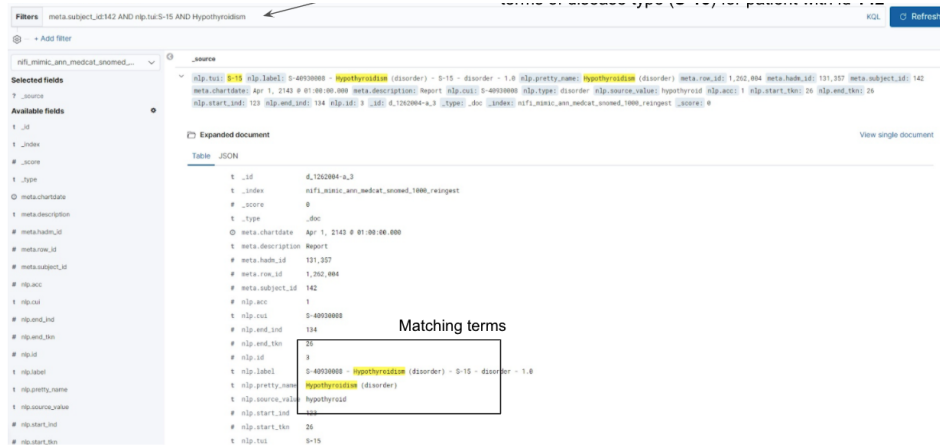 terms of disease type (S-15) for patient with id 142
Filters meta.subject_id:142 AND nlp.tui:S-15 AND Hypothyroidism KQL Refresh
+ Add filter
nifi_mimic_ann_medcat_snomed_... _source
Selected fields
? _source
Available fields
t _id
t _index
# _score
t _type
meta.chartdate
t meta.description
# meta.hadm_id
# meta.row_id
# meta.subject_id
# nlp.acc
t nlp.cui
# nlp.end_ind
# nlp.end_tkn
# nlp.id
t nlp.label
t nlp.pretty_name
t nlp.source_value
# nlp.start_ind
# nlp.start_tkn
nlp.tui: S-15 nlp.label: S-40930008 - Hypothyroidism (disorder) - S-15 - disorder - 1.0 nlp.pretty_name: Hypothyroidism (disorder) meta.row_id: 1,262,004 meta.hadm_id: 131,357 meta.subject_id: 142
meta.chartdate: Apr 1, 2143 @ 01:00:00.000 meta.description: Report nlp.cui: S-40930008 nlp.type: disorder nlp.source_value: hypothyroid nlp.acc: 1 nlp.start_tkn: 26 nlp.end_tkn: 26
nlp.start_ind: 123 nlp.end_ind: 134 nlp.id: 3 _id: d_1262004-a_3 _type: _doc _index: nifi_mimic_ann_medcat_snomed_1000_reingest _score: 0
Expanded document View single document
Table JSON
t _id d_1262004-a_3
t _index nifi_mimic_ann_medcat_snomed_1000_reingest
# _score 0
t _type _doc
meta.chartdate Apr 1, 2143 @ 01:00:00.000
t meta.description Report
# meta.hadm_id 131,357
# meta.row_id 1,262,004
# meta.subject_id 142
# nlp.acc 1
t nlp.cui S-40930008
# nlp.end_ind 134
Matching terms
# nlp.end_tkn 26
# nlp.id 3
t nlp.label S-40930008 - Hypothyroidism (disorder) - S-15 - disorder - 1.0
t nlp.pretty_name Hypothyroidism (disorder)
t nlp.source_value hypothyroid
# nlp.start_ind 123
# nlp.start_tkn 26
t nlp.tui S-15